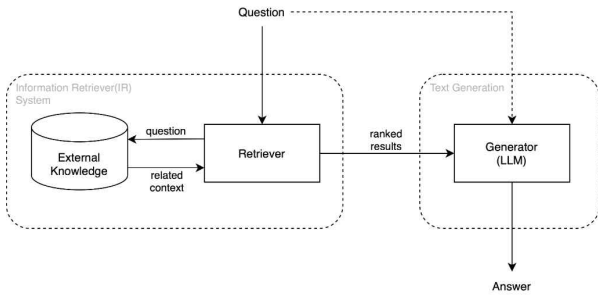 Question
Information Retriever(IR)
System
Text Generation
question
External
Knowledge
related
context
Retriever
ranked
results
Generator
(LLM)
Answer